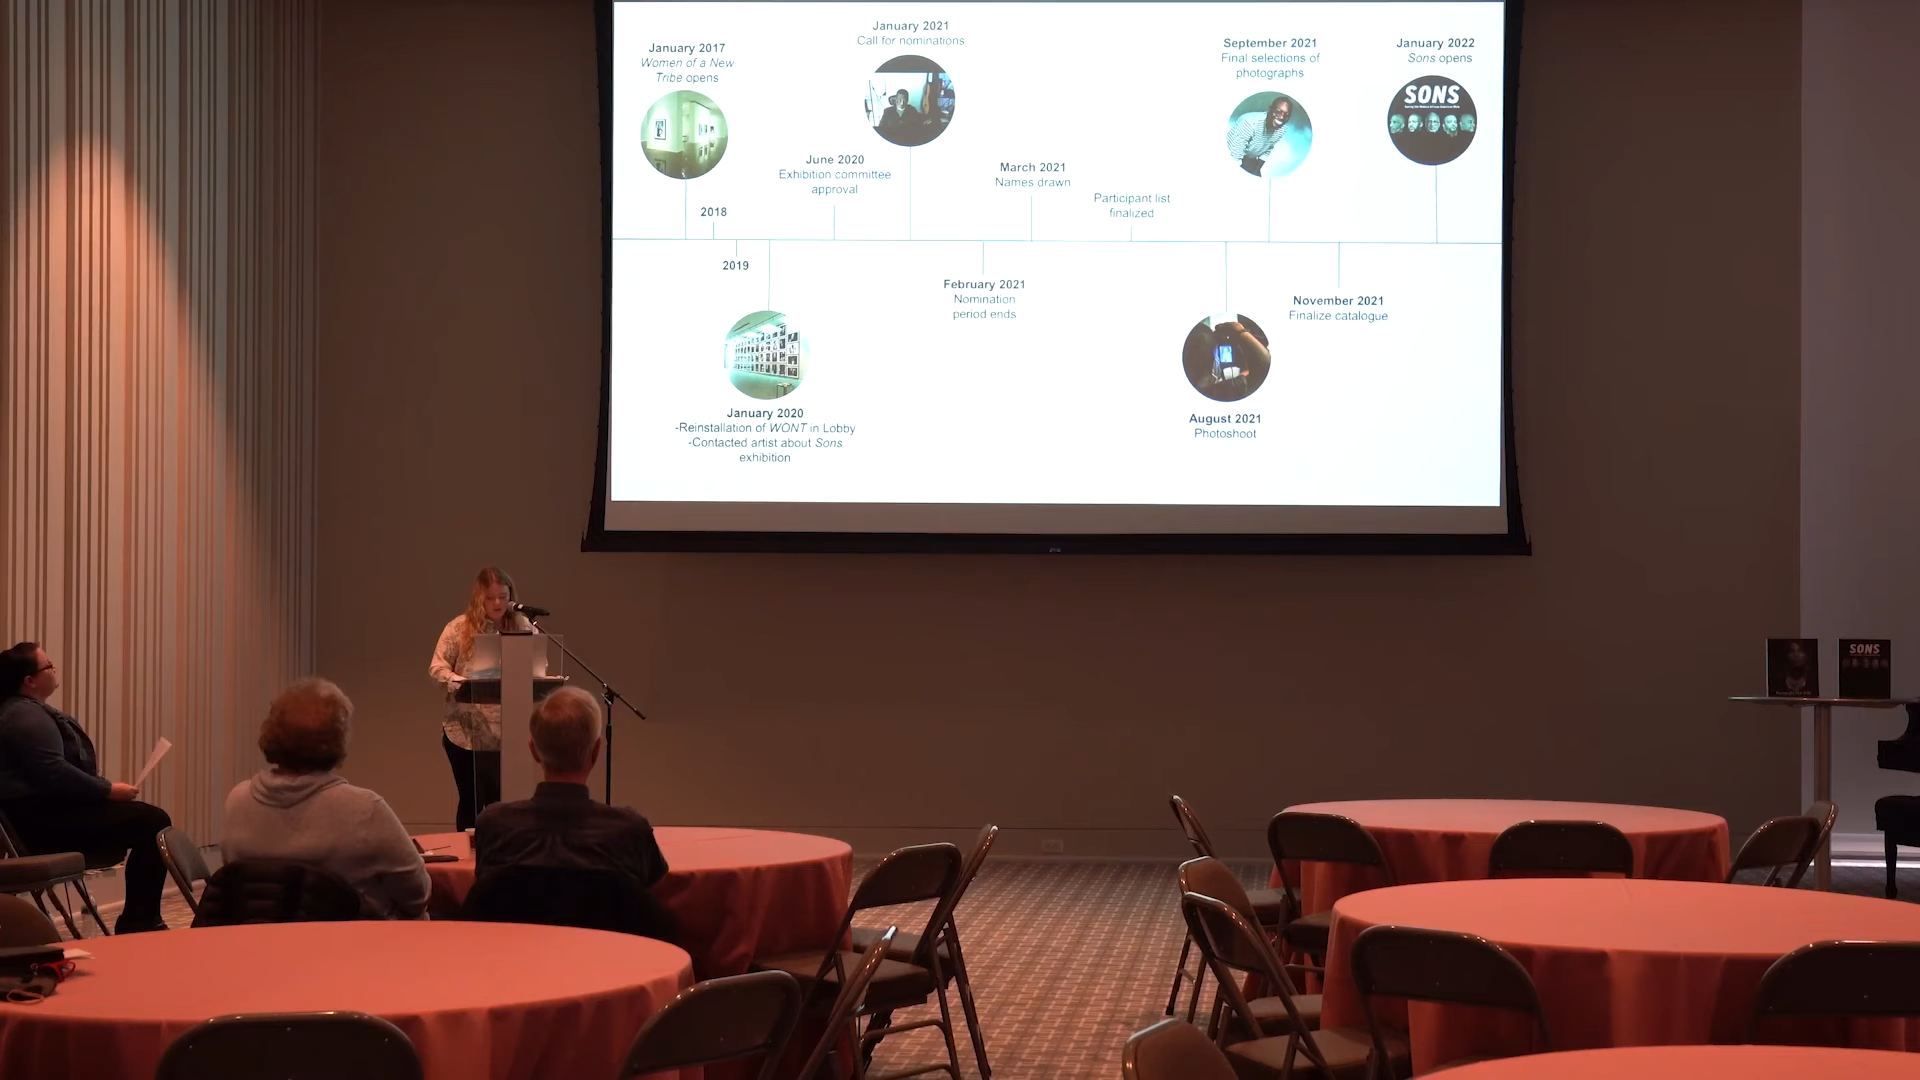 January 2017
Women of a New
Tribe opens
2018
2019
January 2020
-Reinstallation of WONT in Lobby
-Contacted artist about Sons
exhibition
June 2020
Exhibition committee
approval
January 2021
Call for nominations
February 2021
Nomination
period ends
March 2021
Names drawn
Participant list
finalized
August 2021
Photoshoot
September 2021
Final selections of
photographs
November 2021
Finalize catalogue
January 2022
Sons opens
SONS
SONS